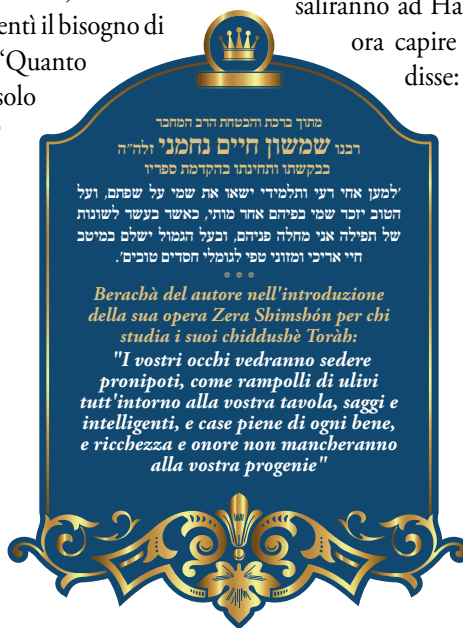 saliranno ad Ha
entì il bisogno di
ora capire
“Quanto
disse:
solo
מתוך ברכת והבטחת הרב המחבר
רבנו שמשון חיים נחמני זלה״ה
בבקשתו ותחינתו בהקדמת ספריו
׳למען אחי רעי ותלמידי ישאו את שמי על שפתם, ועל
הטוב יזכר שמי בפיהם אחר מותי, כאשר בעשר לשונות
של תפילה אני מחלה פניהם, ובעל הגמול ישלם במיטב
חיי אריכי ומזוני טפי לגומלי חסדים טובים׳.
* * *
Berachà del autore nell'introduzione
della sua opera Zera Shimshón per chi
studia i suoi chiddushè Toràh:
"I vostri occhi vedranno sedere
pronipoti, come rampolli di ulivi
tutt'intorno alla vostra tavola, saggi e
intelligenti, e case piene di ogni bene,
e ricchezza e onore non mancheranno
alla vostra progenie"